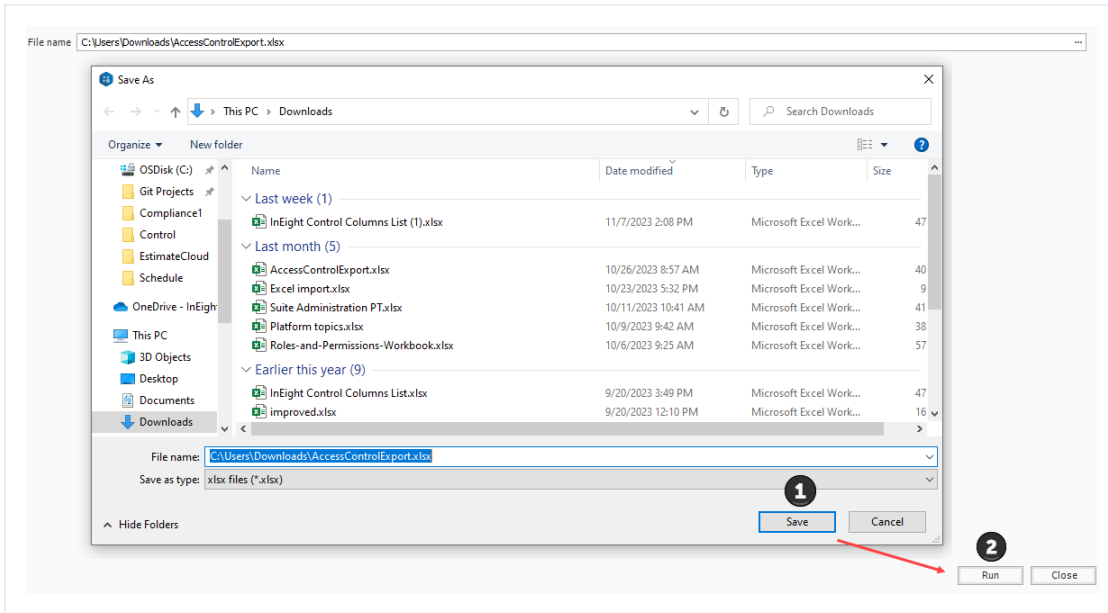 File name C:\Users\Downloads\AccessControlExport.xlsx ...
Save As
This PC > Downloads
Search Downloads
Organize New folder
Name Date modified Type Size
OSDisk (C:)
Git Projects
Compliance1
Control
EstimateCloud
Schedule
OneDrive - InEigh
This PC
3D Objects
Desktop
Documents
Downloads
Last week (1)
InEight Control Columns List (1).xlsx 11/7/2023 2:08 PM Microsoft Excel Work... 47
Last month (5)
AccessControlExport.xlsx 10/26/2023 8:57 AM Microsoft Excel Work... 40
Excel import.xlsx 10/23/2023 5:32 PM Microsoft Excel Work... 9
Suite Administration PT.xlsx 10/11/2023 10:41 AM Microsoft Excel Work... 41
Platform topics.xlsx 10/9/2023 9:42 AM Microsoft Excel Work... 38
Roles-and-Permissions-Workbook.xlsx 10/6/2023 9:25 AM Microsoft Excel Work... 57
Earlier this year (9)
InEight Control Columns List.xlsx 9/20/2023 3:49 PM Microsoft Excel Work... 47
improved.xlsx 9/20/2023 12:10 PM Microsoft Excel Work... 16
File name: C:\Users\Downloads\AccessControlExport.xlsx
Save as type: xlsx files (*.xlsx)
1
Hide Folders Save Cancel
2
Run Close